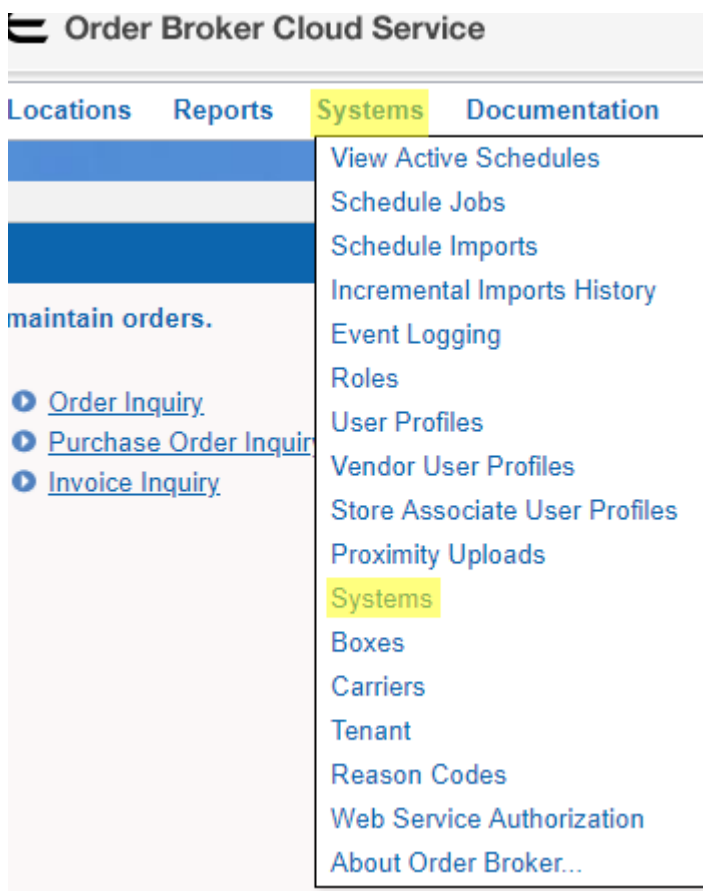 Order Broker Cloud Service
Locations Reports Systems Documentation
View Active Schedules
Schedule Jobs
Schedule Imports
Incremental Imports History
Event Logging
Roles
User Profiles
Vendor User Profiles
Store Associate User Profiles
Proximity Uploads
Systems
Boxes
Carriers
Tenant
Reason Codes
Web Service Authorization
About Order Broker...
maintain orders.
Order Inquiry
Purchase Order Inquiry
Invoice Inquiry